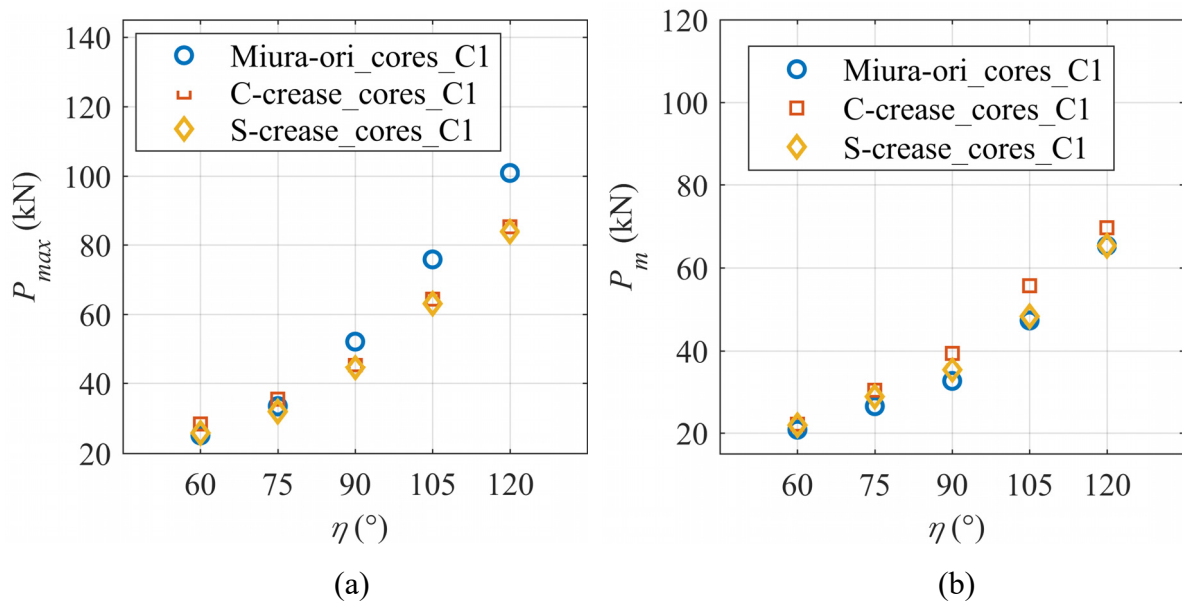 140
120
100
80
60
40
20
P_max (kN)
Miura-ori_cores_C1
C-crease_cores_C1
S-crease_cores_C1
60 75 90 105 120
η (°)
(a)
120
100
80
60
40
20
P_m (kN)
Miura-ori_cores_C1
C-crease_cores_C1
S-crease_cores_C1
60 75 90 105 120
η (°)
(b)